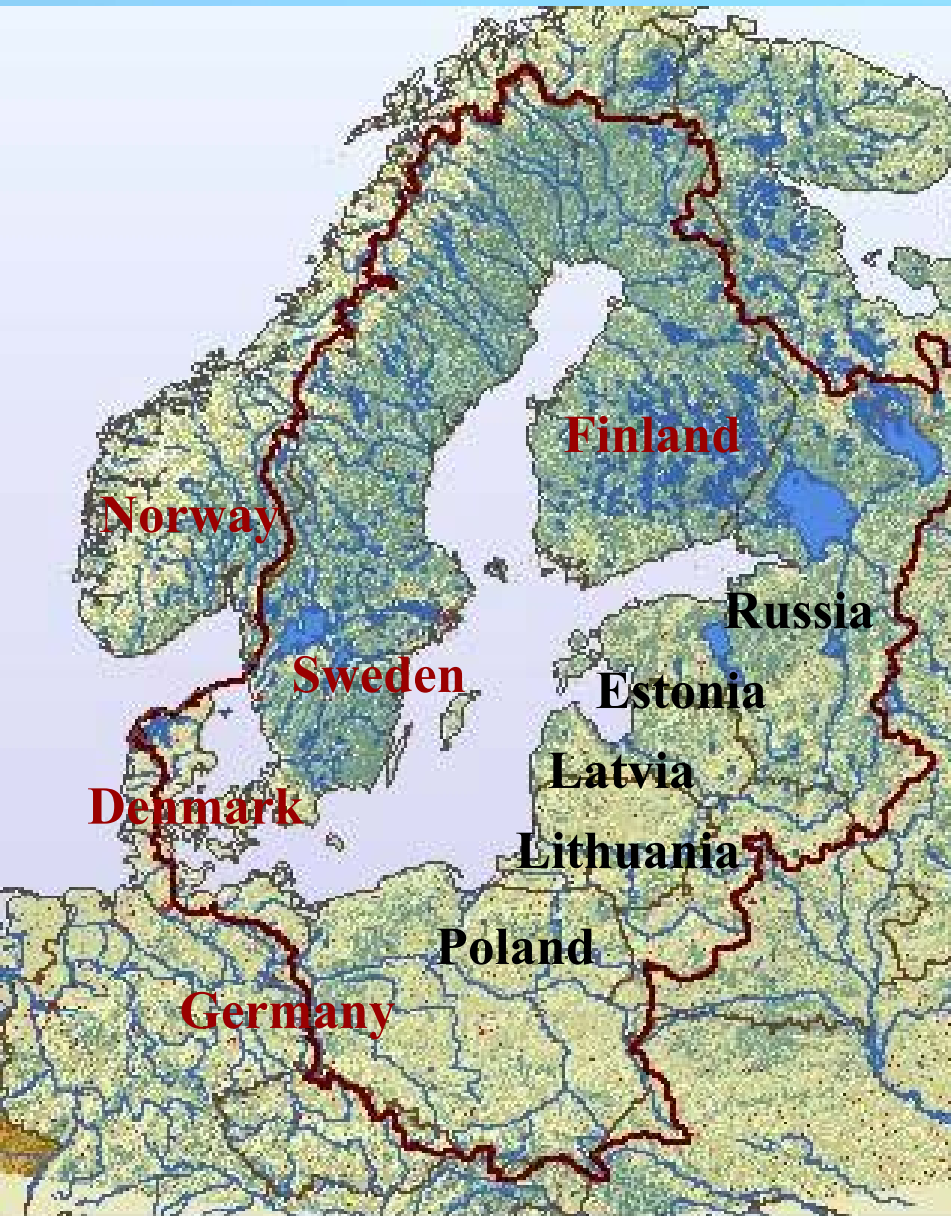 Finland
Norway
Russia
Sweden
Estonia
Latvia
Denmark
Lithuania
Poland
Germany